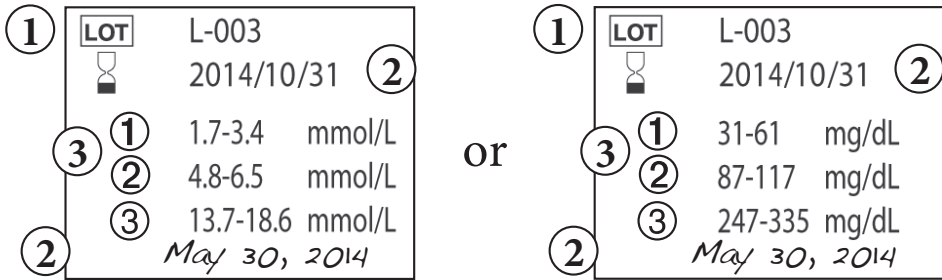 ① LOT L-003
2014/10/31 ②
③ ① 1.7-3.4 mmol/L
② 4.8-6.5 mmol/L
③ 13.7-18.6 mmol/L
② May 30, 2014
or
① LOT L-003
2014/10/31 ②
③ ① 31-61 mg/dL
② 87-117 mg/dL
③ 247-335 mg/dL
② May 30, 2014